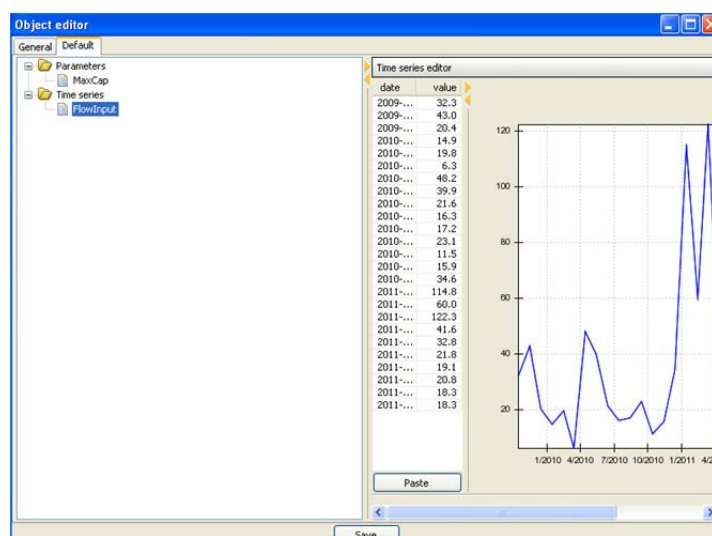 Object editor
General Default
Parameters
MaxCap
Time series
FlowInput
Time series editor
date value
2009-... 32.3
2009-... 43.0
2009-... 20.4
2010-... 14.9
2010-... 19.8
2010-... 6.3
2010-... 48.2
2010-... 39.9
2010-... 21.6
2010-... 16.3
2010-... 17.2
2010-... 23.1
2010-... 11.5
2010-... 15.9
2010-... 34.6
2011-... 114.8
2011-... 60.0
2011-... 122.3
2011-... 41.6
2011-... 32.8
2011-... 21.8
2011-... 19.1
2011-... 20.8
2011-... 18.3
2011-... 18.3
120
100
80
60
40
20
1/2010 4/2010 7/2010 10/2010 1/2011 4/2
Paste
Save